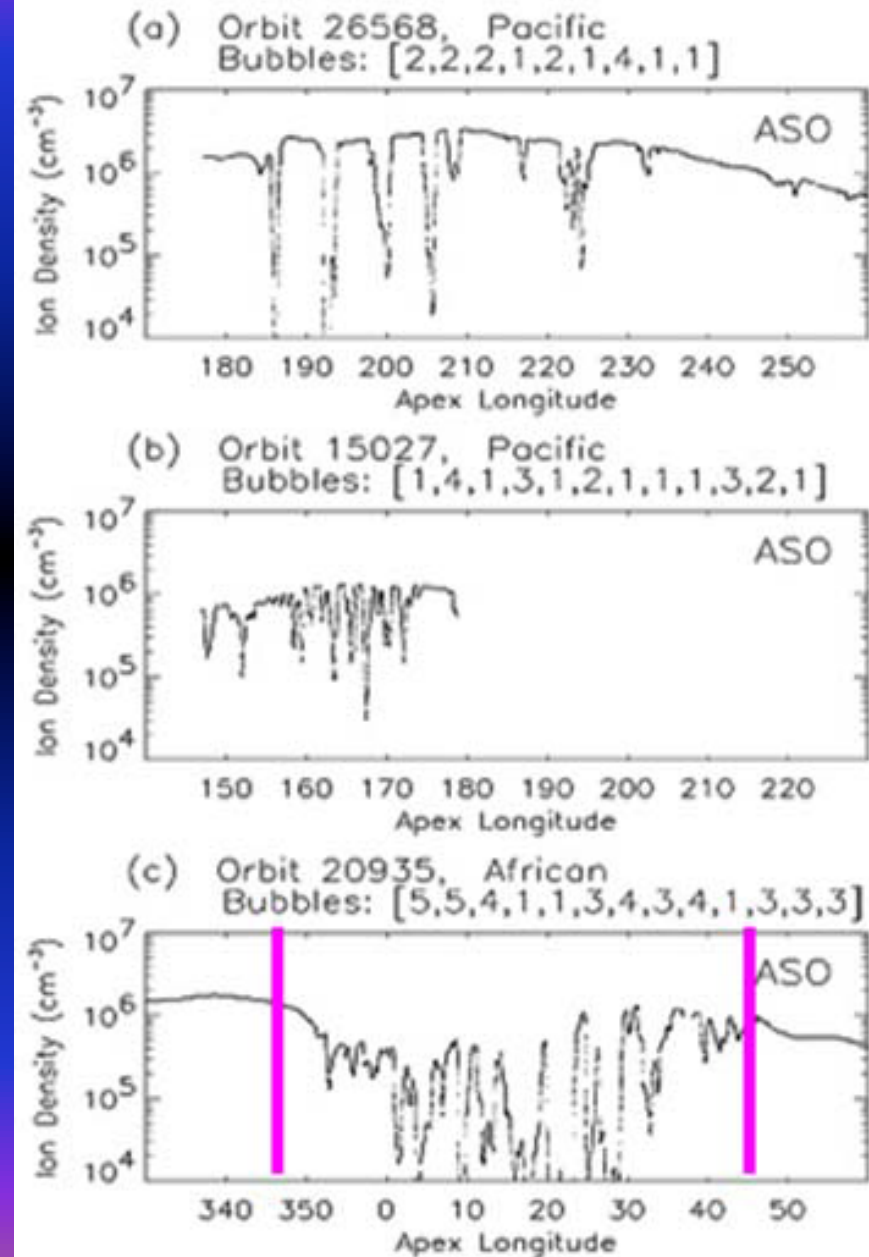 (a) Orbit 26568, Pacific
Bubbles: [2,2,2,1,2,1,4,1,1]
10⁷
ASO
10⁶
10⁵
10⁴
Ion Density (cm⁻³)
180 190 200 210 220 230 240 250
Apex Longitude
(b) Orbit 15027, Pacific
Bubbles: [1,4,1,3,1,2,1,1,1,3,2,1]
10⁷
ASO
10⁶
10⁵
10⁴
Ion Density (cm⁻³)
150 160 170 180 190 200 210 220
Apex Longitude
(c) Orbit 20935, African
Bubbles: [5,5,4,1,1,3,4,3,4,1,3,3,3]
10⁷
ASO
10⁶
10⁵
10⁴
Ion Density (cm⁻³)
340 350 0 10 20 30 40 50
Apex Longitude